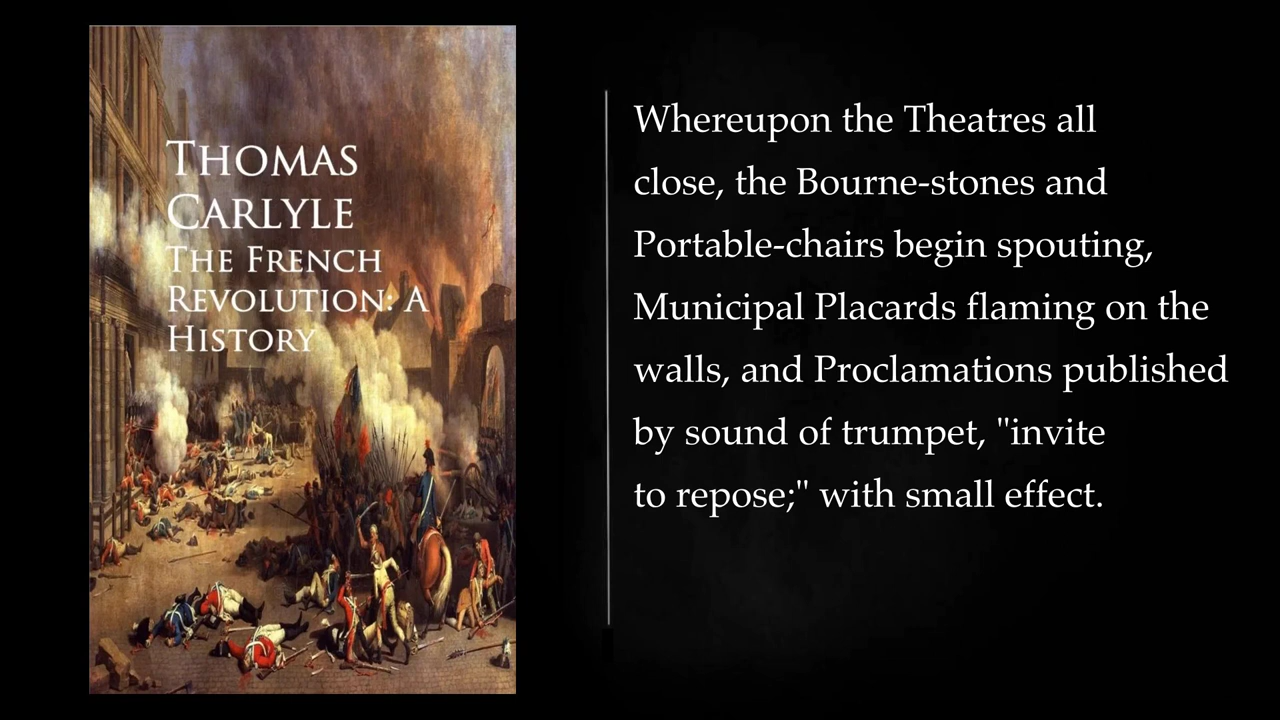 THOMAS
CARLYLE
THE FRENCH
REVOLUTION: A
HISTORY
Whereupon the Theatres all
close, the Bourne-stones and
Portable-chairs begin spouting,
Municipal Placards flaming on the
walls, and Proclamations published
by sound of trumpet, "invite
to repose;" with small effect.